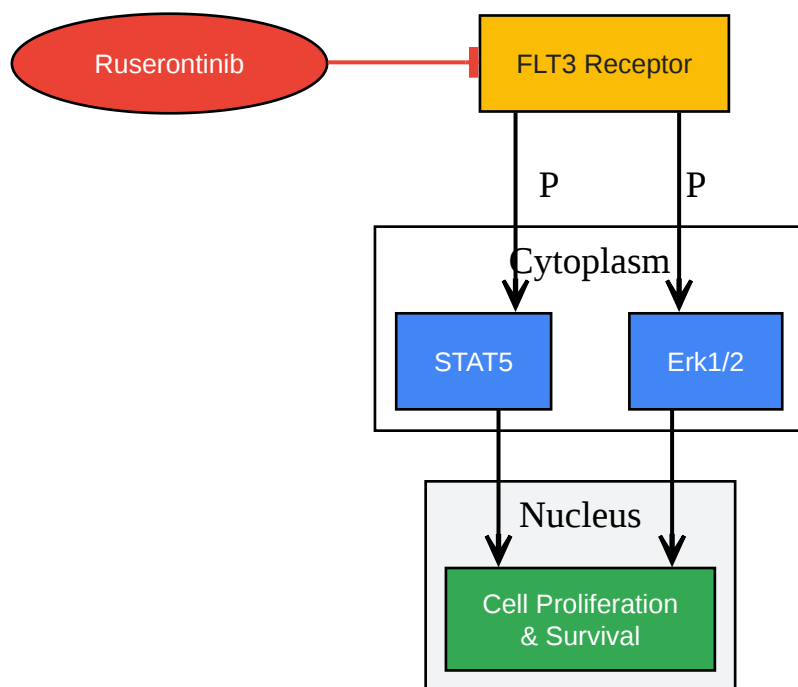 Ruserontinib
FLT3 Receptor
P
P
Cytoplasm
STAT5
Erk1/2
Nucleus
Cell Proliferation
& Survival